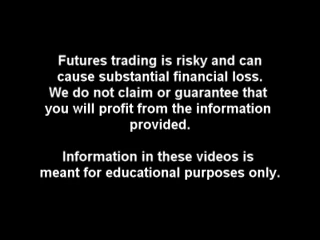 Futures trading is risky and can
cause substantial financial loss.
We do not claim or guarantee that
you will profit from the information
provided.
Information in these videos is
meant for educational purposes only.